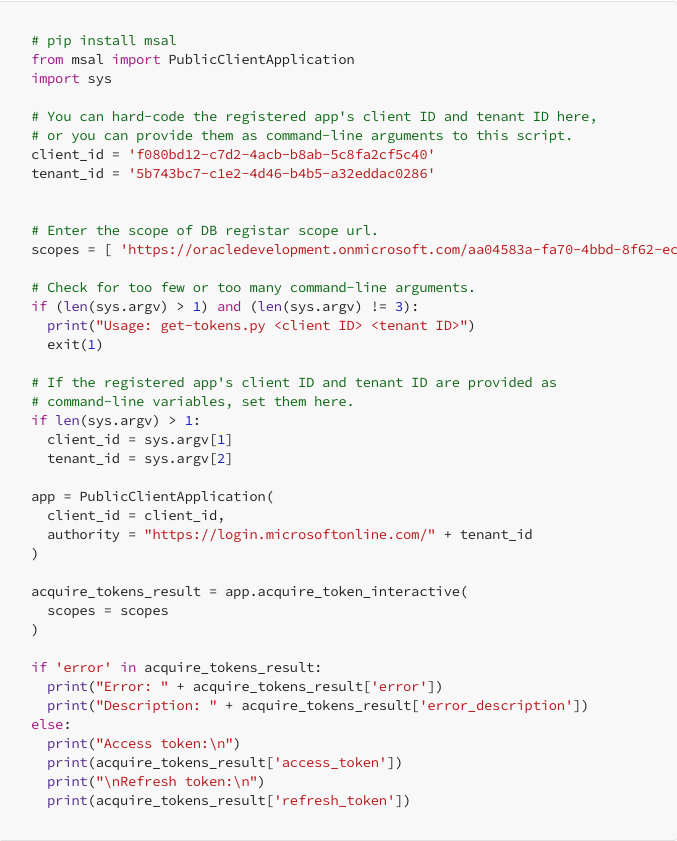 # pip install msal
from msal import PublicClientApplication
import sys
# You can hard-code the registered app's client ID and tenant ID here,
# or you can provide them as command-line arguments to this script.
client_id = 'f080bd12-c7d2-4acb-b8ab-5c8fa2cf5c40'
tenant_id = '5b743bc7-c1e2-4d46-b4b5-a32eddac0286'
# Enter the scope of DB registar scope url.
scopes = [ 'https://oracledevelopment.onmicrosoft.com/aa04583a-fa70-4bbd-8f62-ec
# Check for too few or too many command-line arguments.
if (len(sys.argv) > 1) and (len(sys.argv) != 3):
  print("Usage: get-tokens.py <client ID> <tenant ID>")
  exit(1)
# If the registered app's client ID and tenant ID are provided as
# command-line variables, set them here.
if len(sys.argv) > 1:
  client_id = sys.argv[1]
  tenant_id = sys.argv[2]
app = PublicClientApplication(
  client_id = client_id,
  authority = "https://login.microsoftonline.com/" + tenant_id
)
acquire_tokens_result = app.acquire_token_interactive(
  scopes = scopes
)
if 'error' in acquire_tokens_result:
  print("Error: " + acquire_tokens_result['error'])
  print("Description: " + acquire_tokens_result['error_description'])
else:
  print("Access token:\n")
  print(acquire_tokens_result['access_token'])
  print("\nRefresh token:\n")
  print(acquire_tokens_result['refresh_token'])